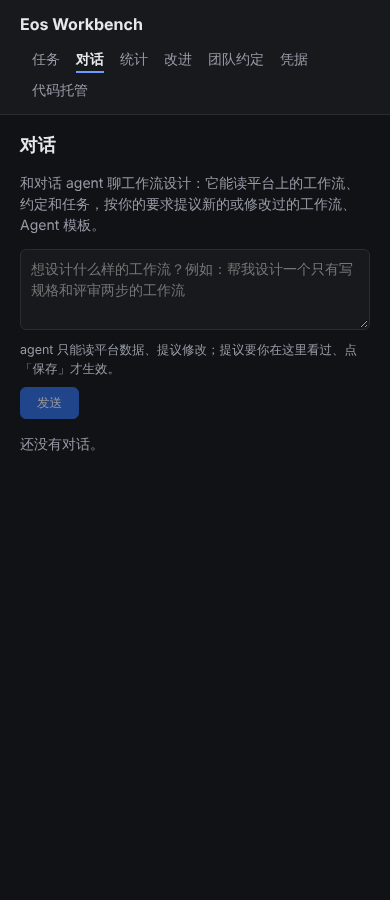 Eos Workbench
任务 对话 统计 改进 团队约定 凭据
代码托管
对话
和对话 agent 聊工作流设计：它能读平台上的工作流、
约定和任务，按你的要求提议新的或修改过的工作流、
Agent 模板。
想设计什么样的工作流？例如：帮我设计一个只有写
规格和评审两步的工作流
agent 只能读平台数据、提议修改；提议要你在这里看过、点
「保存」才生效。
发送
还没有对话。